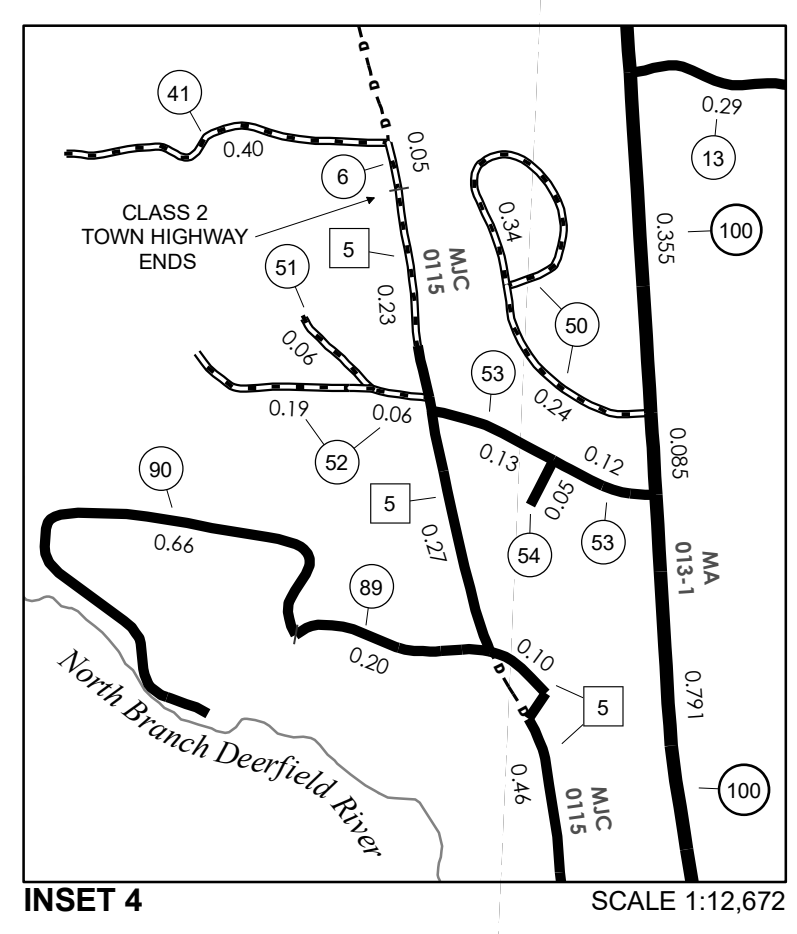 D
D
D
41
0.40
0.05
6
CLASS 2
TOWN HIGHWAY
ENDS
5
MJC
0115
0.23
51
0.06
0.19
0.06
52
0.34
50
0.24
0.29
13
0.355
100
53
0.13
0.12
0.05
54
53
0.085
MA
013-1
5
0.27
90
0.66
89
0.20
0.10
D
D
5
0.791
100
0.46
MJC
0115
North Branch Deerfield River
INSET 4
SCALE 1:12,672